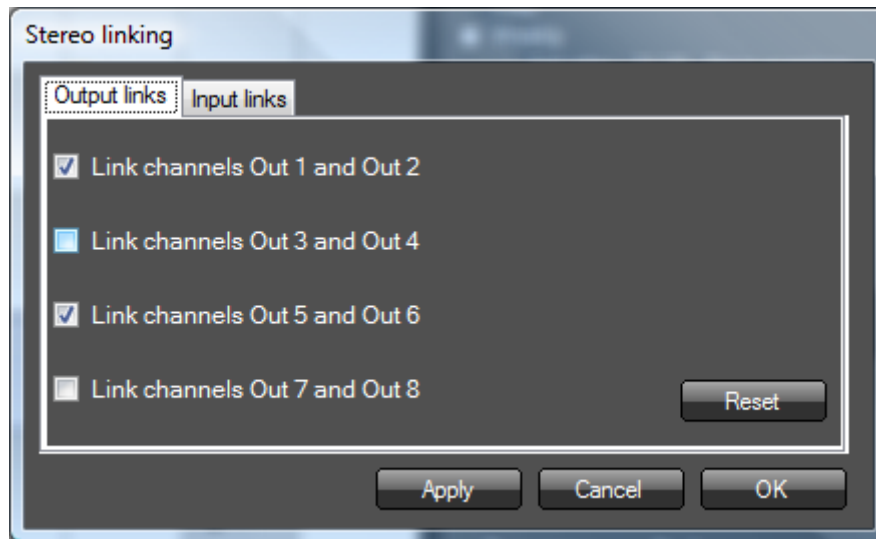 Stereo linking
Output links Input links
Link channels Out 1 and Out 2
Link channels Out 3 and Out 4
Link channels Out 5 and Out 6
Link channels Out 7 and Out 8
Reset
Apply Cancel OK